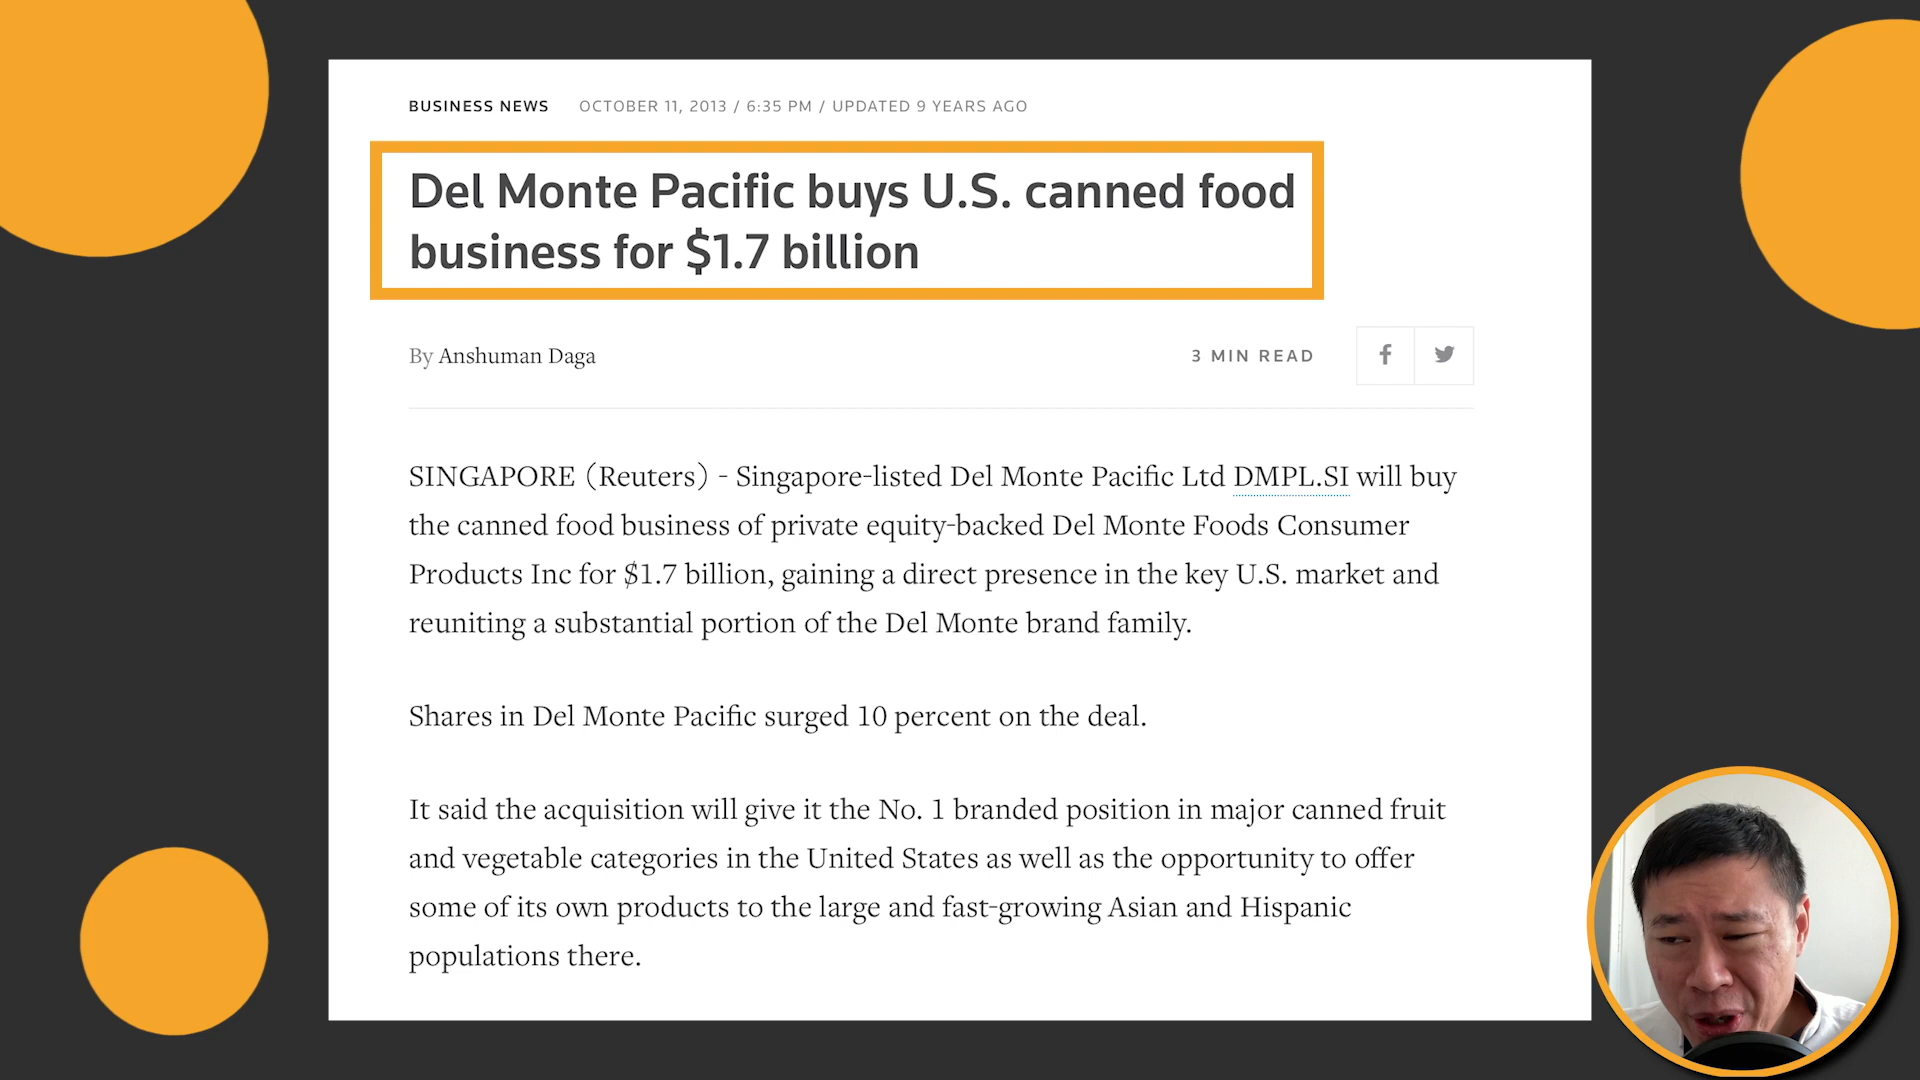 BUSINESS NEWS OCTOBER 11, 2013 / 6:35 PM / UPDATED 9 YEARS AGO
Del Monte Pacific buys U.S. canned food
business for $1.7 billion
By Anshuman Daga 3 MIN READ
SINGAPORE (Reuters) - Singapore-listed Del Monte Pacific Ltd DMPL.SI will buy
the canned food business of private equity-backed Del Monte Foods Consumer
Products Inc for $1.7 billion, gaining a direct presence in the key U.S. market and
reuniting a substantial portion of the Del Monte brand family.
Shares in Del Monte Pacific surged 10 percent on the deal.
It said the acquisition will give it the No. 1 branded position in major canned fruit
and vegetable categories in the United States as well as the opportunity to offer
some of its own products to the large and fast-growing Asian and Hispanic
populations there.